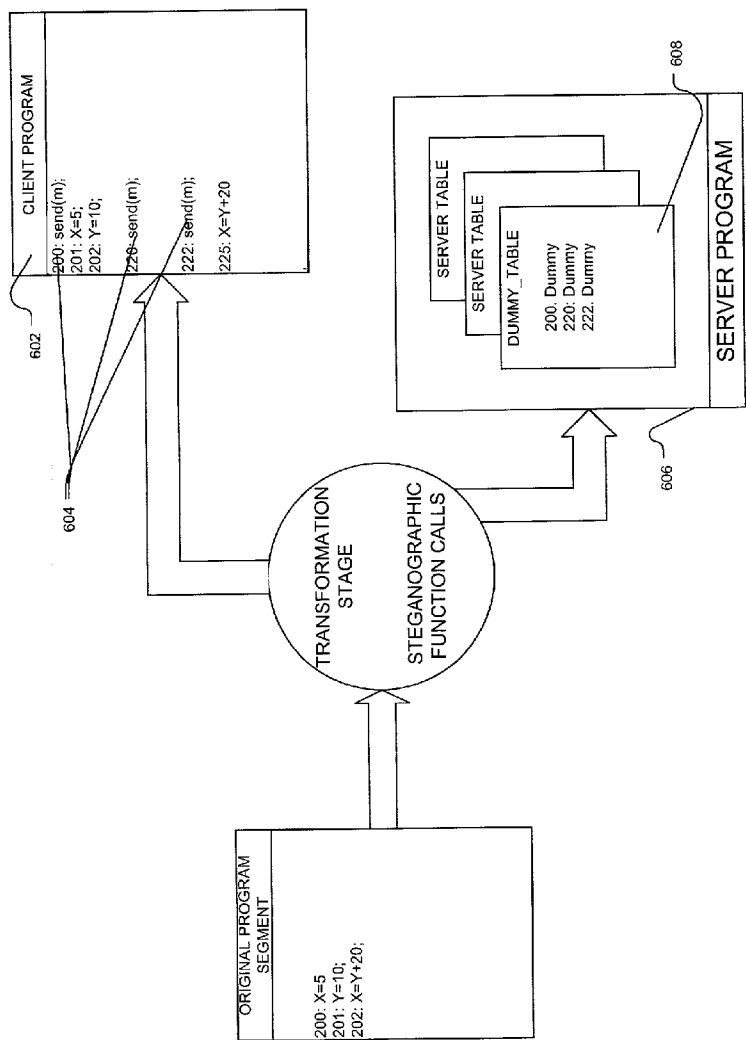 ORIGINAL PROGRAM
SEGMENT
200: X=5
201: Y=10;
202: X=Y+20;
TRANSFORMATION
STAGE
STEGANOGRAPHIC
FUNCTION CALLS
602
CLIENT PROGRAM
200: send(m);
201: X=5;
202: Y=10;
220: send(m);
222: send(m);
225: X=Y+20
604
606
SERVER TABLE
SERVER TABLE
DUMMY_TABLE
200. Dummy
220: Dummy
222. Dummy
608
SERVER PROGRAM